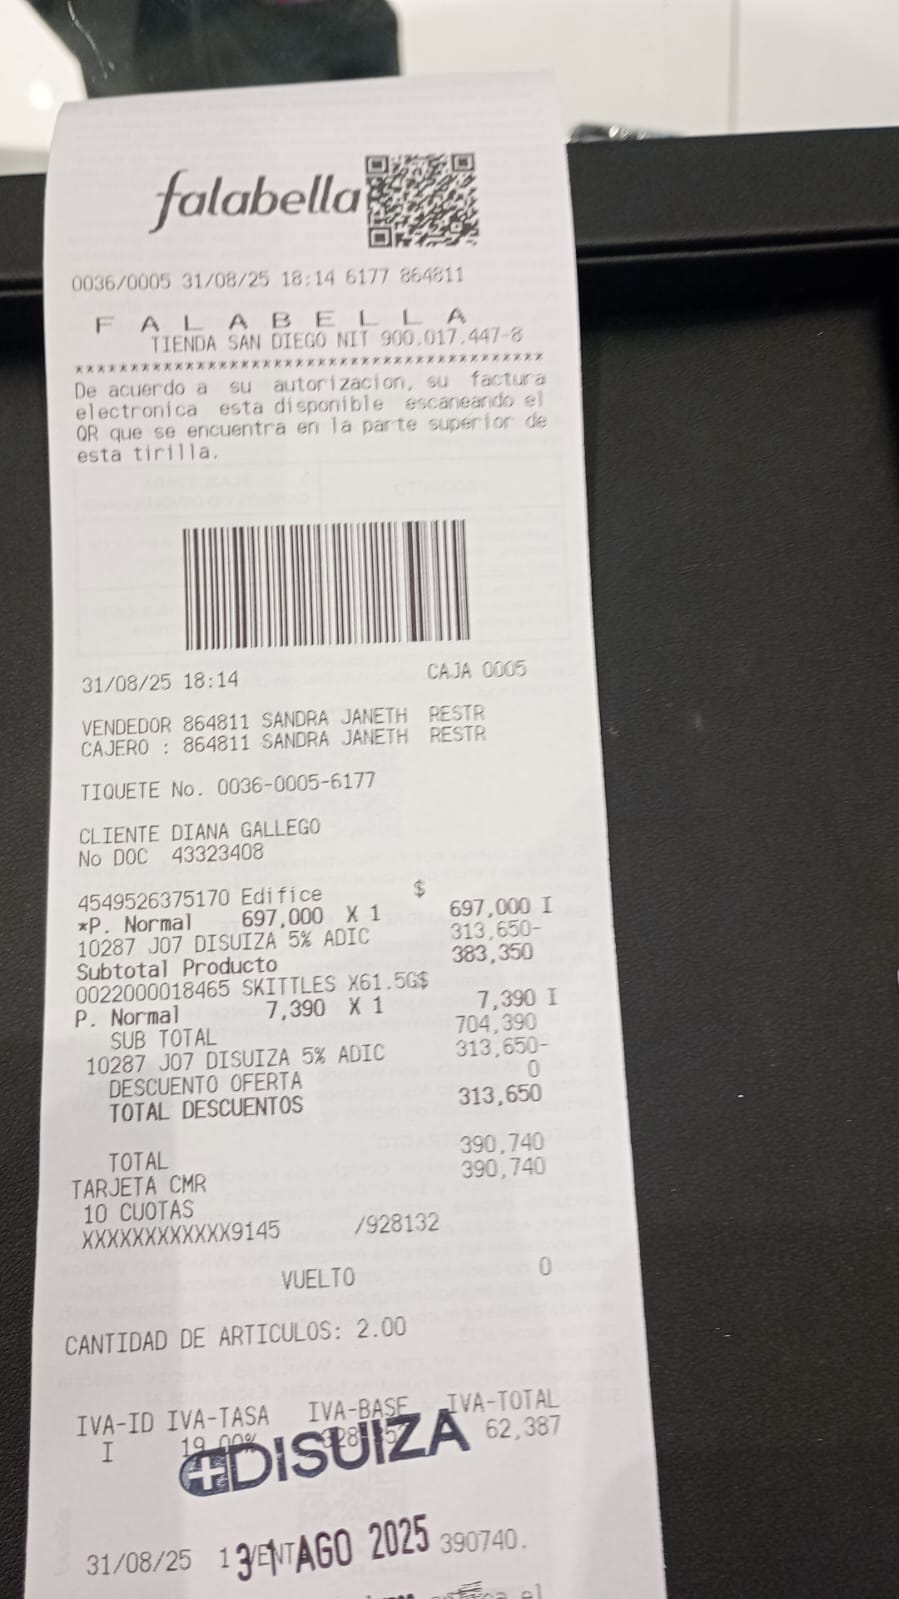 falabella
0036/0005 31/08/25 18:14 6177 864811
F A L A B E L L A
TIENDA SAN DIEGO NIT 900.017.447-8
******************************************
De acuerdo a su autorizacion, su factura
electronica esta disponible escaneando el
QR que se encuentra en la parte superior de
esta tirilla.
31/08/25 18:14 CAJA 0005
VENDEDOR 864811 SANDRA JANETH RESTR
CAJERO : 864811 SANDRA JANETH RESTR
TIQUETE No. 0036-0005-6177
CLIENTE DIANA GALLEGO
No DOC 43323408
4549526375170 Edifice $
*P. Normal 697,000 X 1 697,000 I
10287 J07 DISUIZA 5% ADIC 313,650-
Subtotal Producto 383,350
0022000018465 SKITTLES X61.5G$
P. Normal 7,390 X 1 7,390 I
SUB TOTAL 704,390
10287 J07 DISUIZA 5% ADIC 313,650-
DESCUENTO OFERTA 0
TOTAL DESCUENTOS 313,650
TOTAL 390,740
TARJETA CMR 390,740
10 CUOTAS
XXXXXXXXXXXX9145 /928132
VUELTO 0
CANTIDAD DE ARTICULOS: 2.00
IVA-ID IVA-TASA IVA-BASE IVA-TOTAL
I 19.00% 62,387
DISUIZA
31/08/25 31 AGO 2025 390740.
el